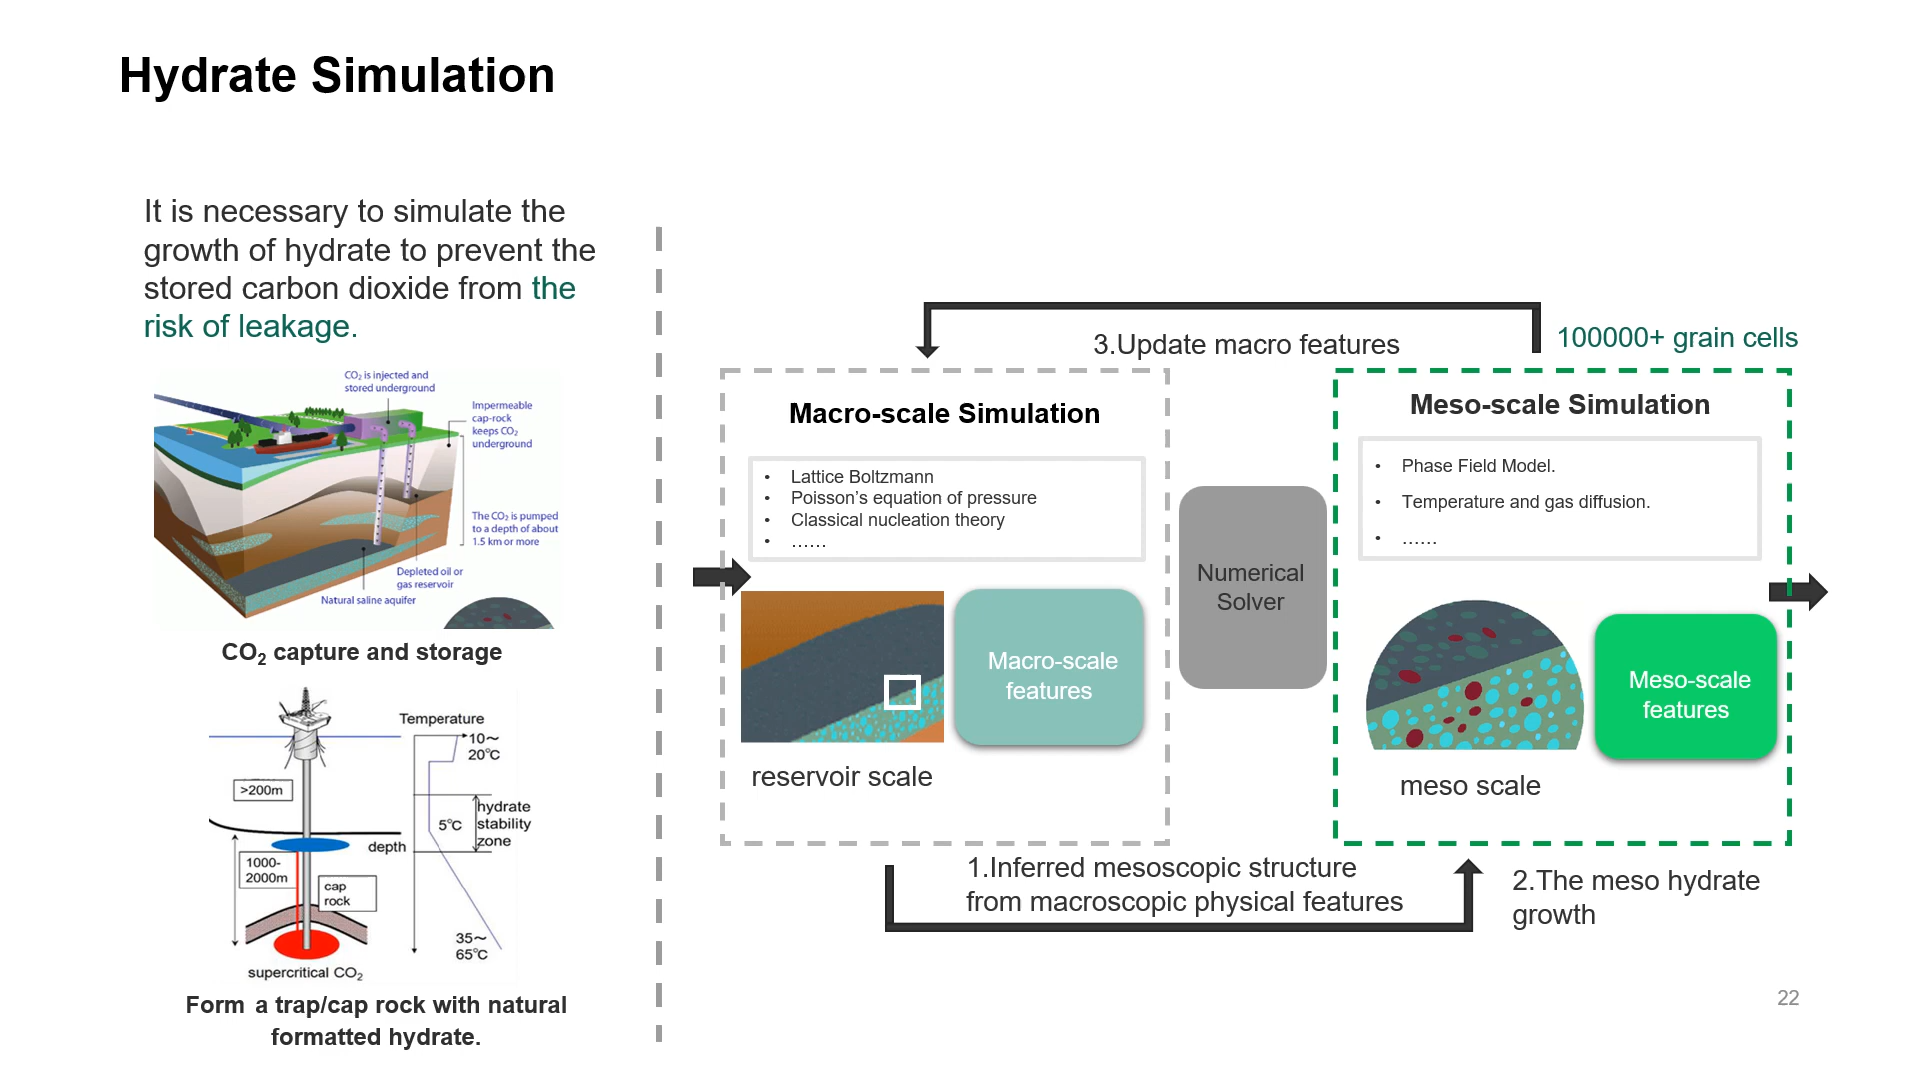 Hydrate Simulation
It is necessary to simulate the
growth of hydrate to prevent the
stored carbon dioxide from the
risk of leakage.
CO₂ is injected and
stored underground
Impermeable
cap-rock
keeps CO₂
underground
The CO₂ is pumped
to a depth of about
1.5 km or more
Depleted oil or
gas reservoir
Natural saline aquifer
CO₂ capture and storage
Temperature
10～
20℃
>200m
hydrate
stability
zone
5℃
depth
1000-
2000m
cap
rock
35～
65℃
supercritical CO₂
Form a trap/cap rock with natural
formatted hydrate.
3.Update macro features
100000+ grain cells
Macro-scale Simulation
• Lattice Boltzmann
• Poisson’s equation of pressure
• Classical nucleation theory
• ……
Macro-scale
features
reservoir scale
Numerical
Solver
Meso-scale Simulation
• Phase Field Model.
• Temperature and gas diffusion.
• ……
Meso-scale
features
meso scale
1.Inferred mesoscopic structure
from macroscopic physical features
2.The meso hydrate
growth
22